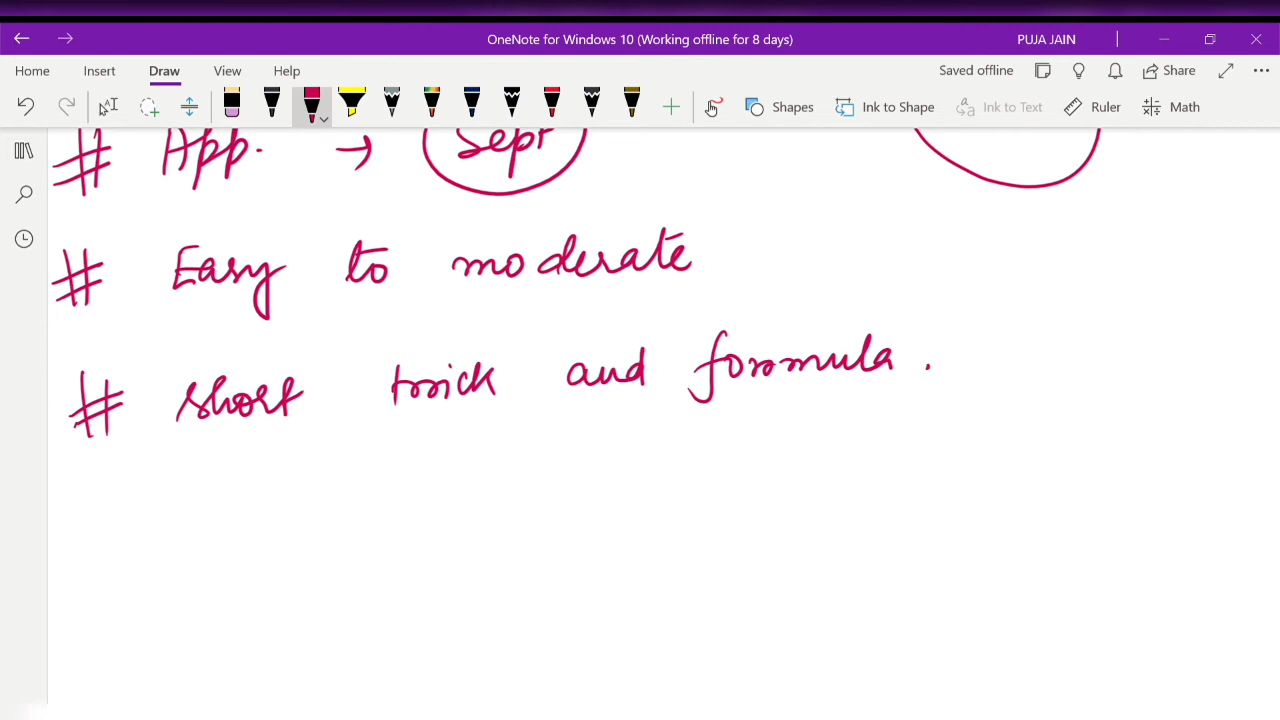 OneNote for Windows 10 (Working offline for 8 days) PUJA JAIN
Home Insert Draw View Help Saved offline Share
Shapes Ink to Shape Ink to Text Ruler Math
# App. → Sept
# Easy to moderate
# short trick and formula.